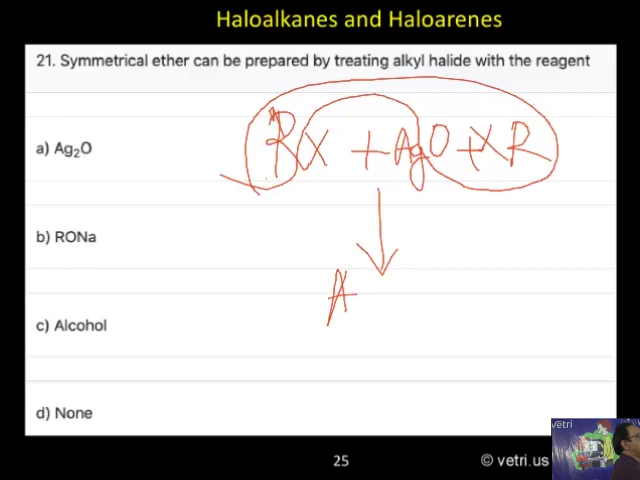 Haloalkanes and Haloarenes
21. Symmetrical ether can be prepared by treating alkyl halide with the reagent
RX + AgO + XR
a) Ag₂O
b) RONa
A
c) Alcohol
d) None
vetri
25
© vetri.us